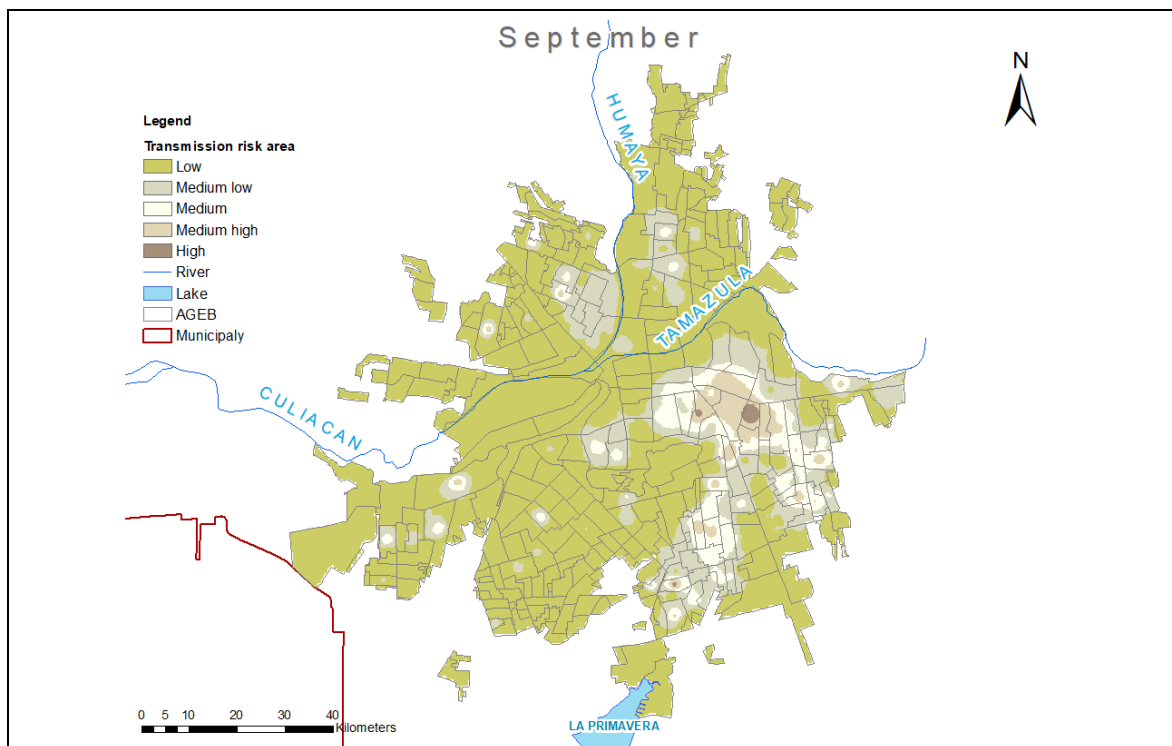 September
N
HUMAYA
Legend
Transmission risk area
Low
Medium low
Medium
Medium high
High
River
Lake
AGEB
Municipaly
TAMAZULA
CULIACAN
0 5 10 20 30 40
Kilometers
LA PRIMAVERA